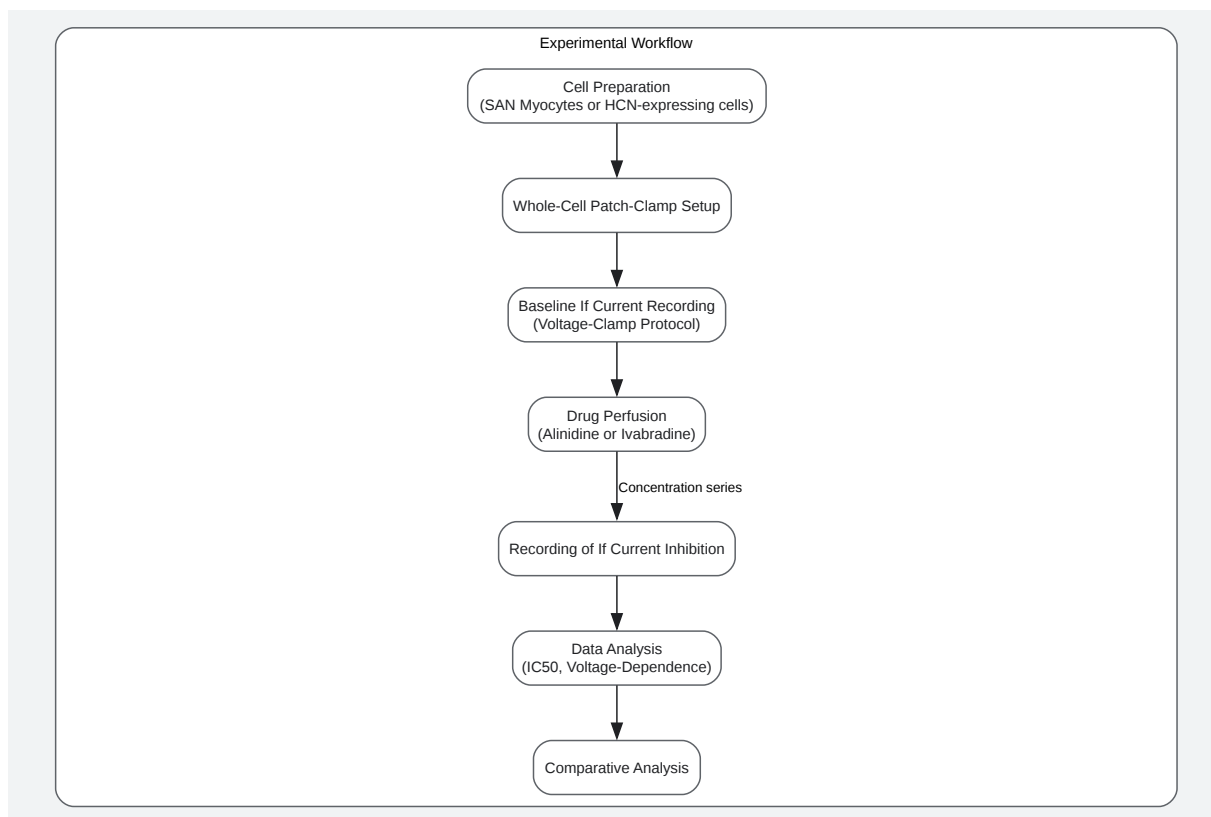 Experimental Workflow
Cell Preparation
(SAN Myocytes or HCN-expressing cells)
Whole-Cell Patch-Clamp Setup
Baseline If Current Recording
(Voltage-Clamp Protocol)
Drug Perfusion
(Alinidine or Ivabradine)
Concentration series
Recording of If Current Inhibition
Data Analysis
(IC50, Voltage-Dependence)
Comparative Analysis